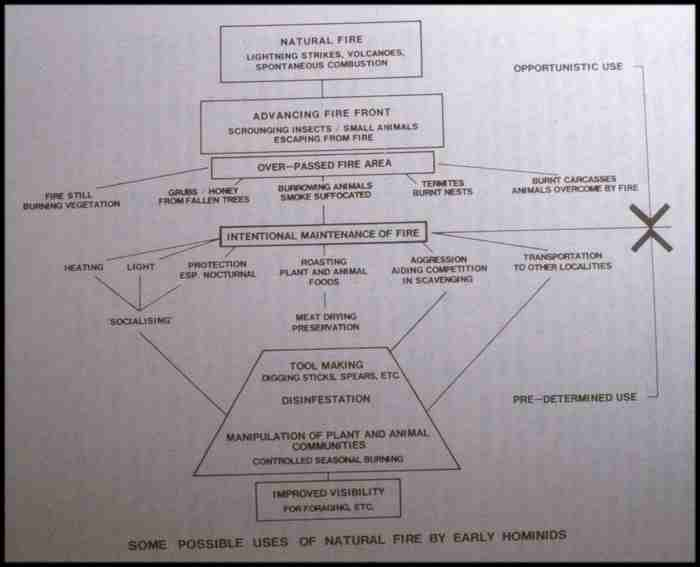 NATURAL FIRE
LIGHTNING STRIKES, VOLCANOES,
SPONTANEOUS COMBUSTION
OPPORTUNISTIC USE
ADVANCING FIRE FRONT
SCROUNGING INSECTS / SMALL ANIMALS
ESCAPING FROM FIRE
OVER-PASSED FIRE AREA
FIRE STILL
BURNING VEGETATION
GRUBS / HONEY
FROM FALLEN TREES
BURROWING ANIMALS
SMOKE SUFFOCATED
TERMITES
BURNT NESTS
BURNT CARCASSES
ANIMALS OVERCOME BY FIRE
INTENTIONAL MAINTENANCE OF FIRE
HEATING
LIGHT
PROTECTION
ESP. NOCTURNAL
ROASTING
PLANT AND ANIMAL
FOODS
AGGRESSION
AIDING COMPETITION
IN SCAVENGING
TRANSPORTATION
TO OTHER LOCALITIES
'SOCIALISING'
MEAT DRYING
PRESERVATION
TOOL MAKING
DIGGING STICKS, SPEARS, ETC
DISINFESTATION
PRE-DETERMINED USE
MANIPULATION OF PLANT AND ANIMAL
COMMUNITIES
CONTROLLED SEASONAL BURNING
IMPROVED VISIBILITY
FOR FORAGING, ETC.
SOME POSSIBLE USES OF NATURAL FIRE BY EARLY HOMINIDS